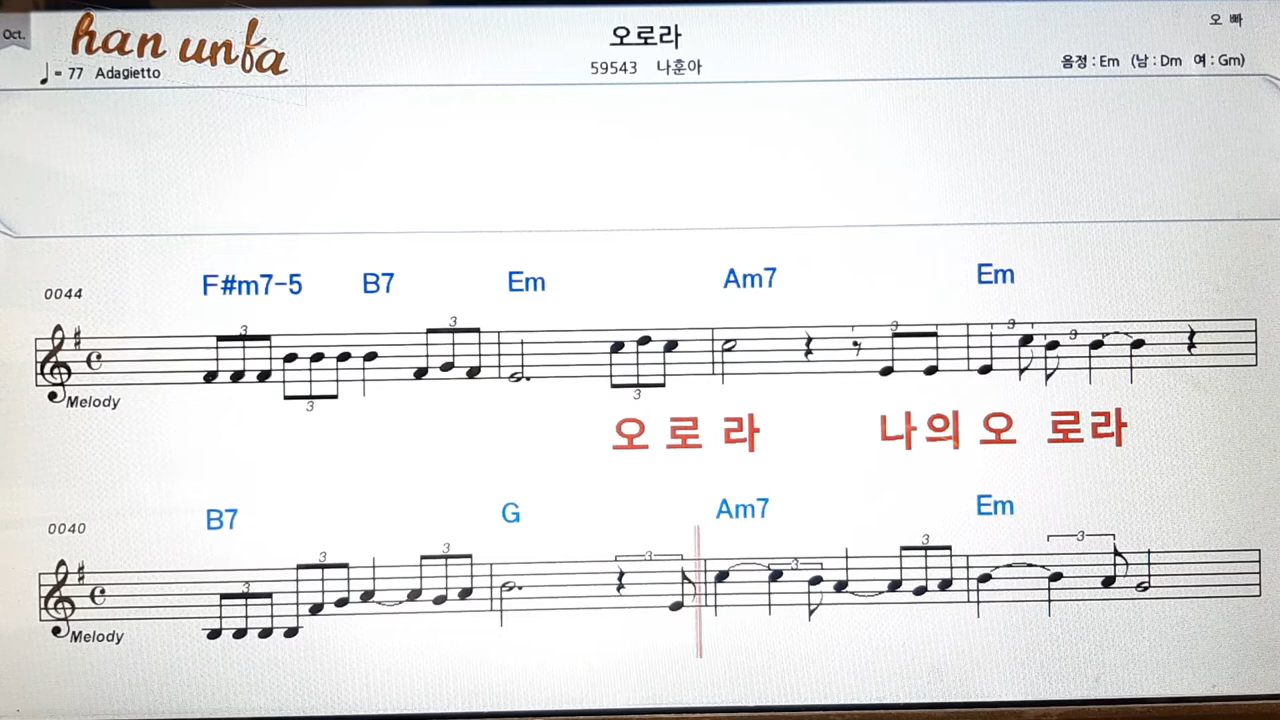 Oct.
han unfa
오로라
오 빠
♩= 77 Adagietto
59543 나훈아
음정 : Em (남 : Dm 여 : Gm)
0044
F#m7-5 B7 Em Am7 Em
3 3 3 3 3 3 3
Melody
오 로 라 나의 오 로라
0040
B7 G Am7 Em
3 3 3 3 3 3 3
Melody